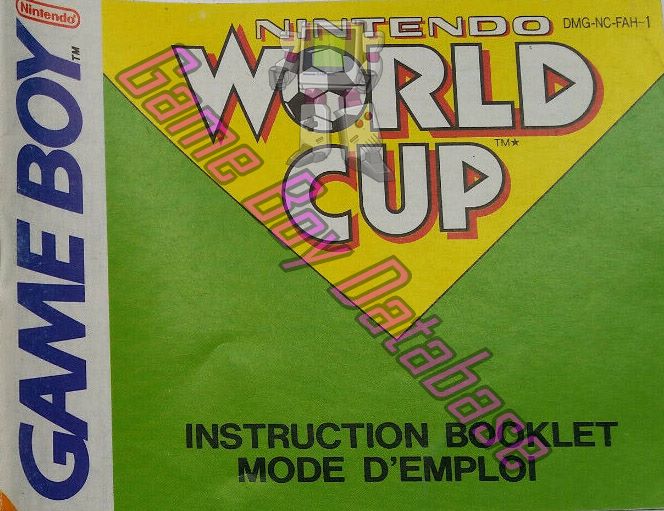 Nintendo
GAME BOY™
NINTENDO
DMG-NC-FAH-1
WORLD
CUP
TM★
Game Boy Database
INSTRUCTION BOOKLET
MODE D'EMPLOI